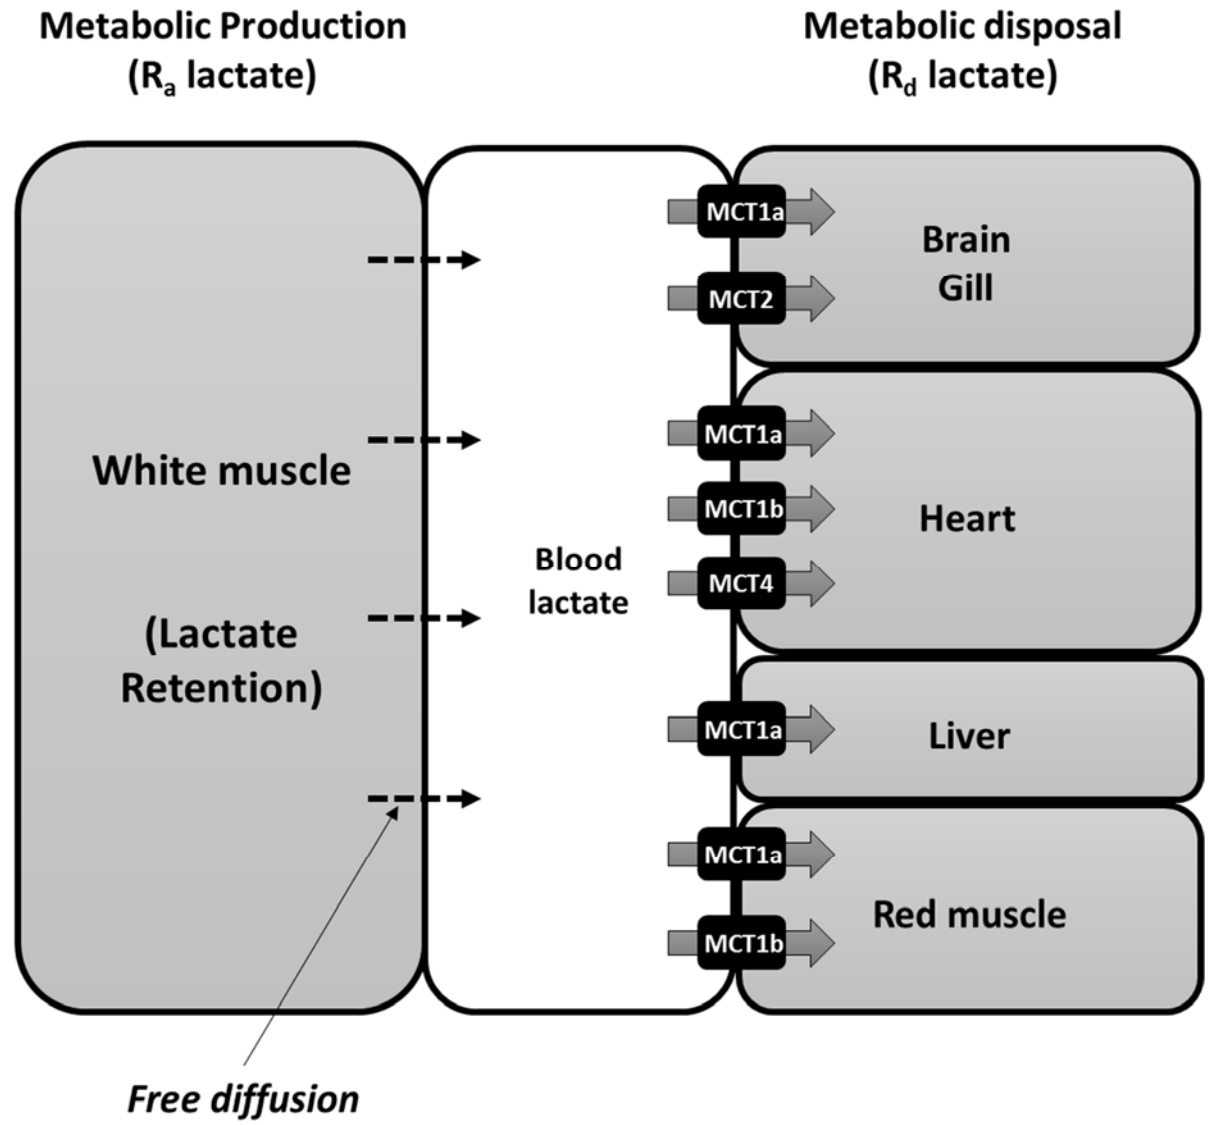 Metabolic Production
(Ra lactate)
Metabolic disposal
(Rd lactate)
White muscle
(Lactate
Retention)
Blood
lactate
MCT1a
MCT2
Brain
Gill
MCT1a
MCT1b
MCT4
Heart
MCT1a
Liver
MCT1a
MCT1b
Red muscle
Free diffusion